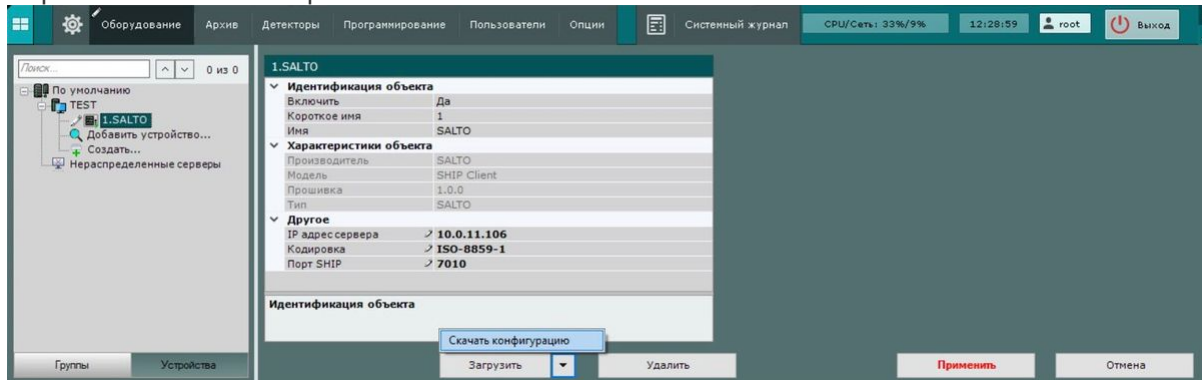 Оборудование Архив Детекторы Программирование Пользователи Опции Системный журнал CPU/Сеть: 33%/9% 12:28:59 root Выход
Поиск... 0 из 0
По умолчанию
TEST
1.SALTO
Добавить устройство...
Создать...
Нераспределенные серверы
Группы Устройства
1.SALTO
Идентификация объекта
Включить Да
Короткое имя 1
Имя SALTO
Характеристики объекта
Производитель SALTO
Модель SHIP Client
Прошивка 1.0.0
Тип SALTO
Другое
IP адрес сервера 10.0.11.106
Кодировка ISO-8859-1
Порт SHIP 7010
Идентификация объекта
Скачать конфигурацию
Загрузить Удалить Применить Отмена